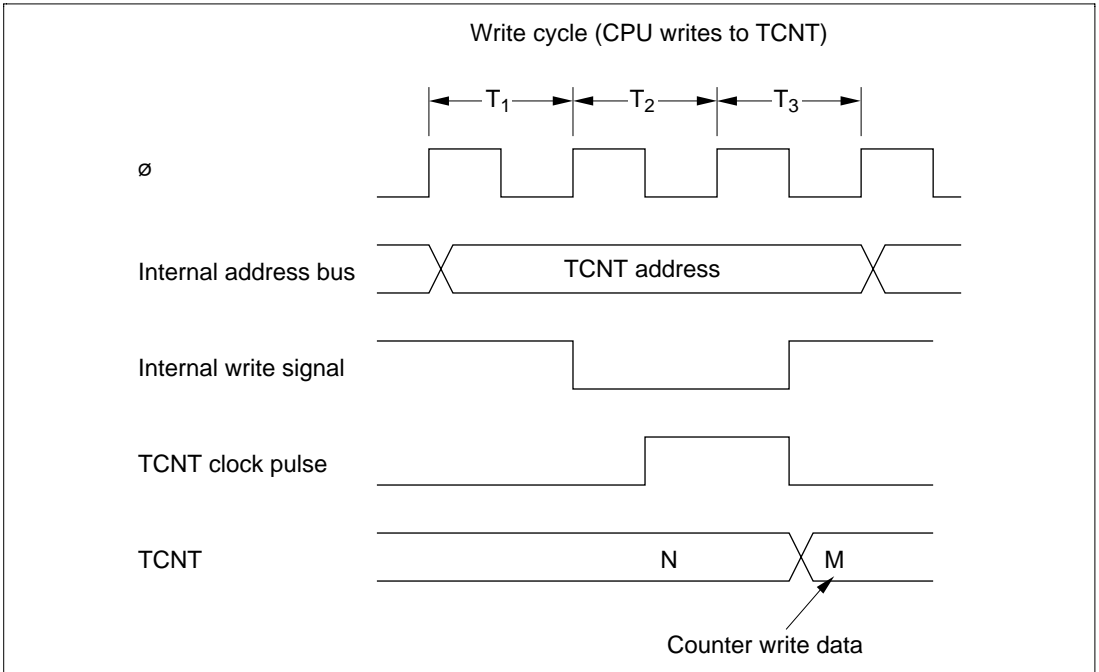 Write cycle (CPU writes to TCNT)
T1 T2 T3
ø
Internal address bus TCNT address
Internal write signal
TCNT clock pulse
TCNT N M
Counter write data